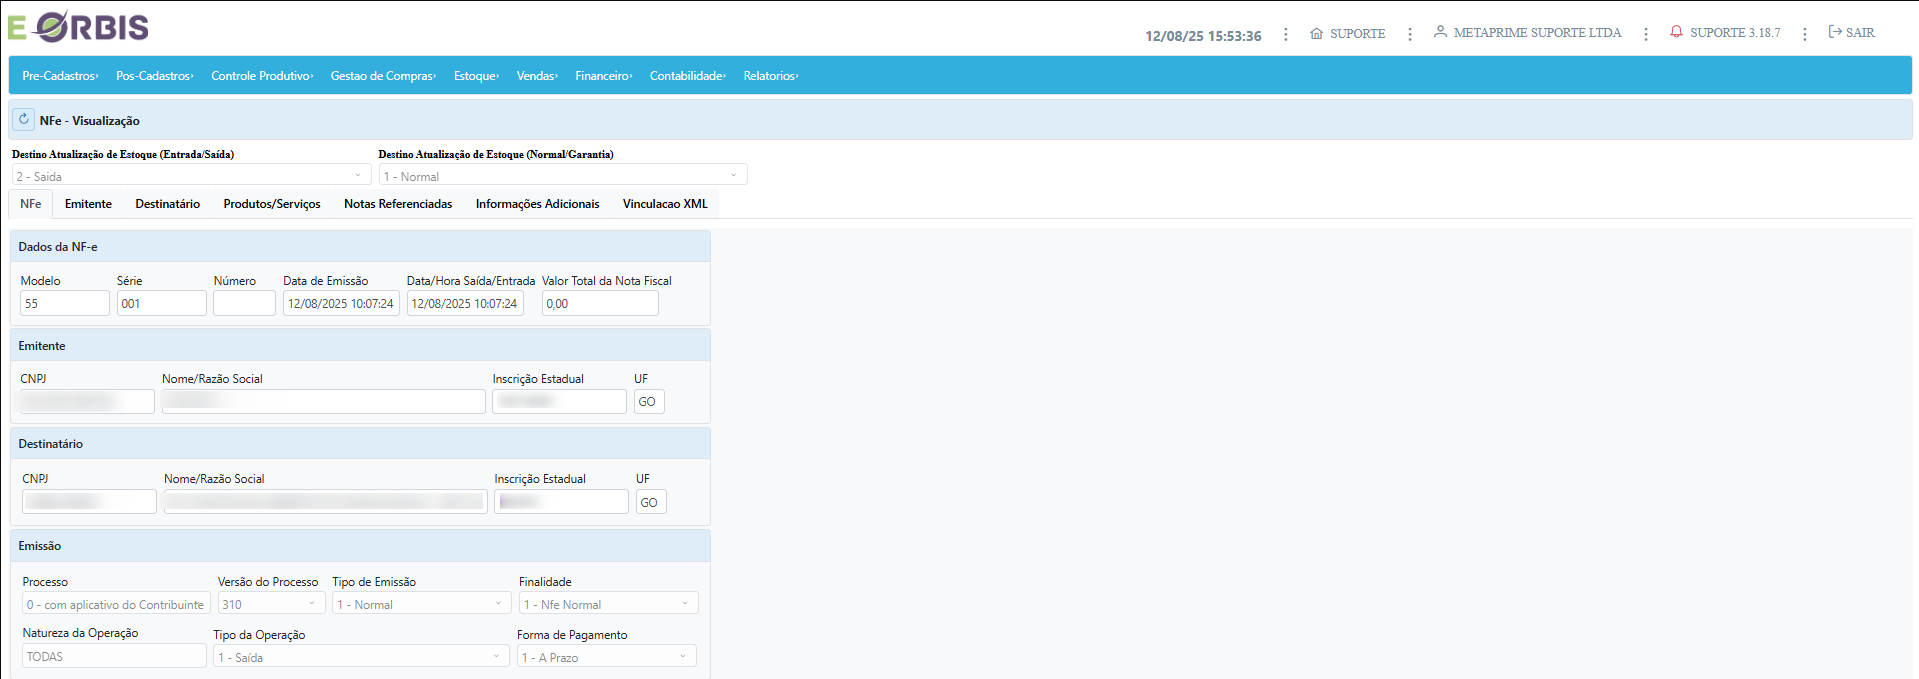 E ORBIS
12/08/25 15:53:36
SUPORTE
METAPRIME SUPORTE LTDA
SUPORTE 3.18.7
SAIR
Pre-Cadastros
Pos-Cadastros
Controle Produtivo
Gestao de Compras
Estoque
Vendas
Financeiro
Contabilidade
Relatorios
NFe - Visualização
Destino Atualização de Estoque (Entrada/Saída)
Destino Atualização de Estoque (Normal/Garantia)
2 - Saida
1 - Normal
NFe
Emitente
Destinatário
Produtos/Serviços
Notas Referenciadas
Informações Adicionais
Vinculacao XML
Dados da NF-e
Modelo
Série
Número
Data de Emissão
Data/Hora Saída/Entrada
Valor Total da Nota Fiscal
55
001
12/08/2025 10:07:24
12/08/2025 10:07:24
0,00
Emitente
CNPJ
Nome/Razão Social
Inscrição Estadual
UF
GO
Destinatário
CNPJ
Nome/Razão Social
Inscrição Estadual
UF
GO
Emissão
Processo
Versão do Processo
Tipo de Emissão
Finalidade
0 - com aplicativo do Contribuinte
310
1 - Normal
1 - Nfe Normal
Natureza da Operação
Tipo da Operação
Forma de Pagamento
TODAS
1 - Saída
1 - A Prazo